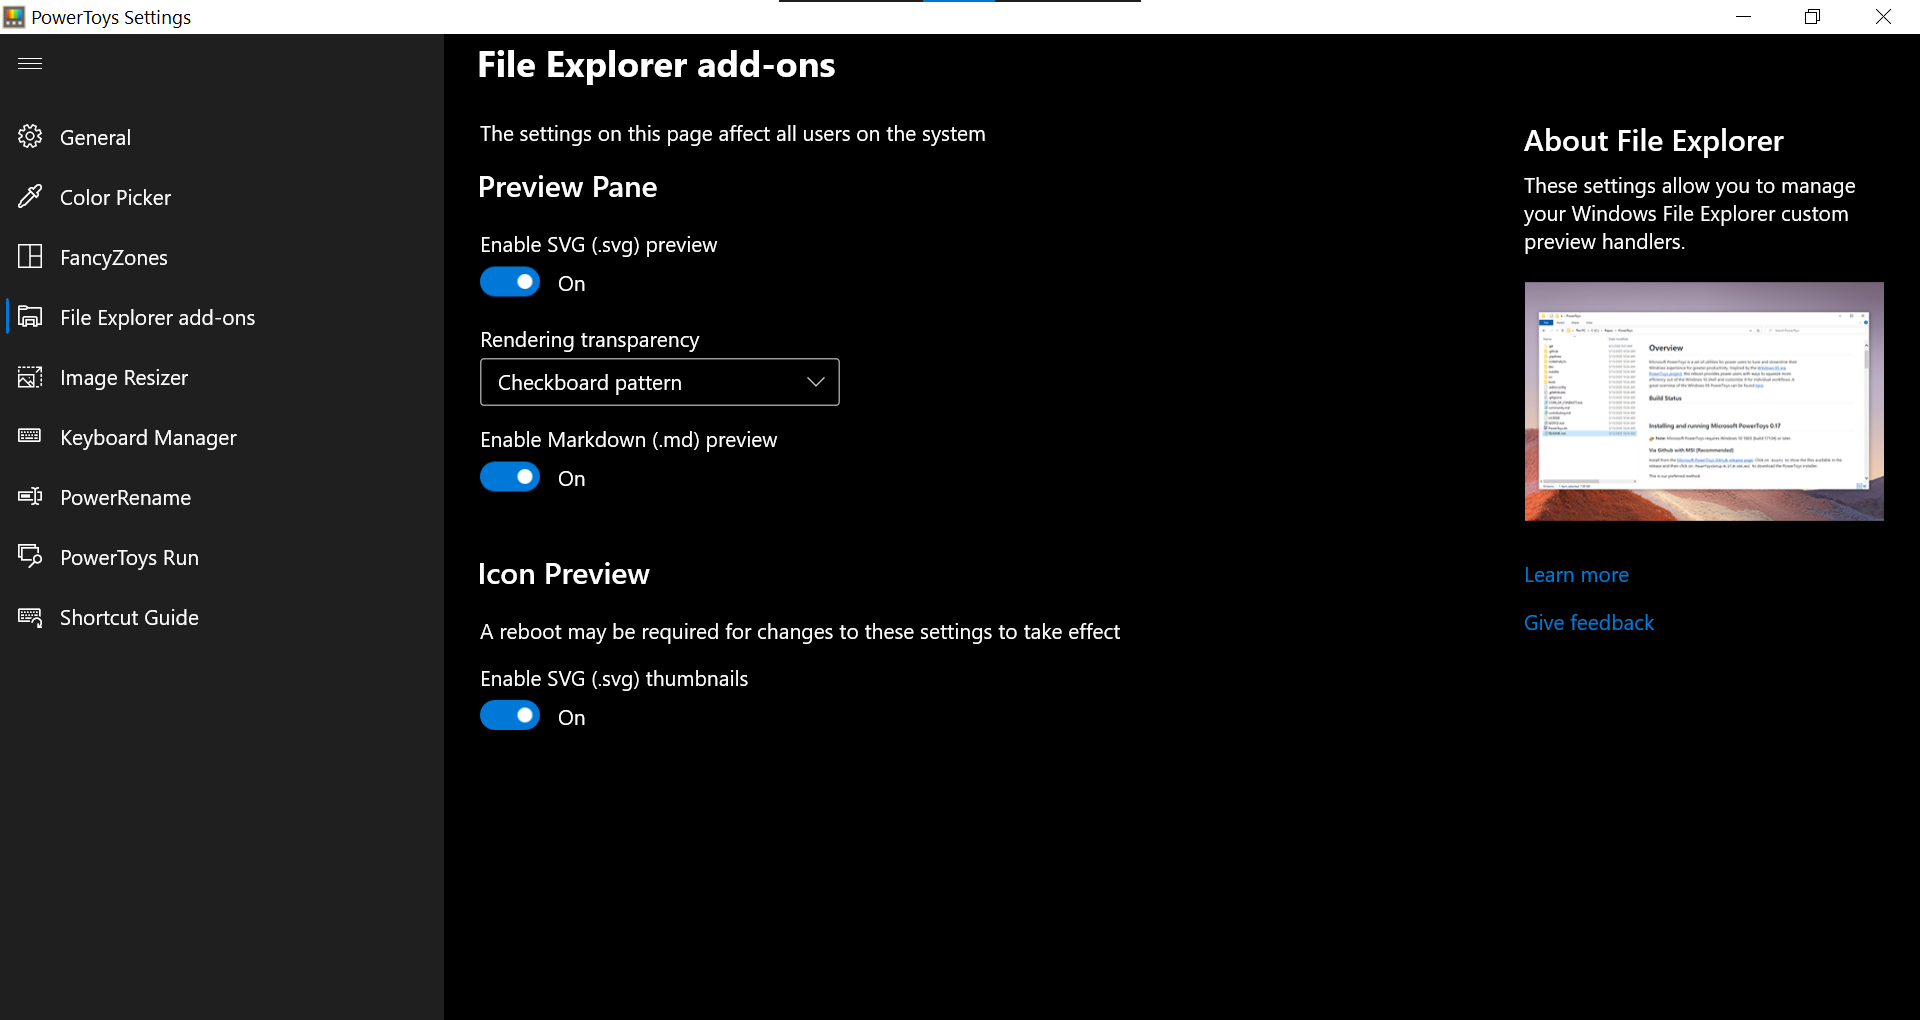 PowerToys Settings
General
Color Picker
FancyZones
File Explorer add-ons
Image Resizer
Keyboard Manager
PowerRename
PowerToys Run
Shortcut Guide
File Explorer add-ons
The settings on this page affect all users on the system
Preview Pane
Enable SVG (.svg) preview
On
Rendering transparency
Checkboard pattern
Enable Markdown (.md) preview
On
Icon Preview
A reboot may be required for changes to these settings to take effect
Enable SVG (.svg) thumbnails
On
About File Explorer
These settings allow you to manage
your Windows File Explorer custom
preview handlers.
Overview
Build Status
Installing and running Microsoft PowerToys 0.17
Via Github with MSI [Recommended]
Learn more
Give feedback